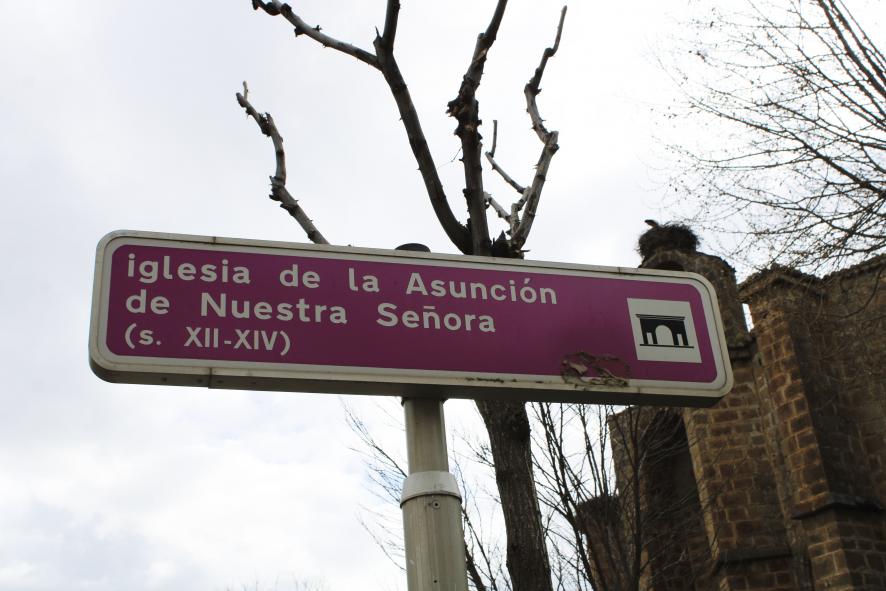 iglesia de la Asunción
de Nuestra Señora
(s. XII-XIV)